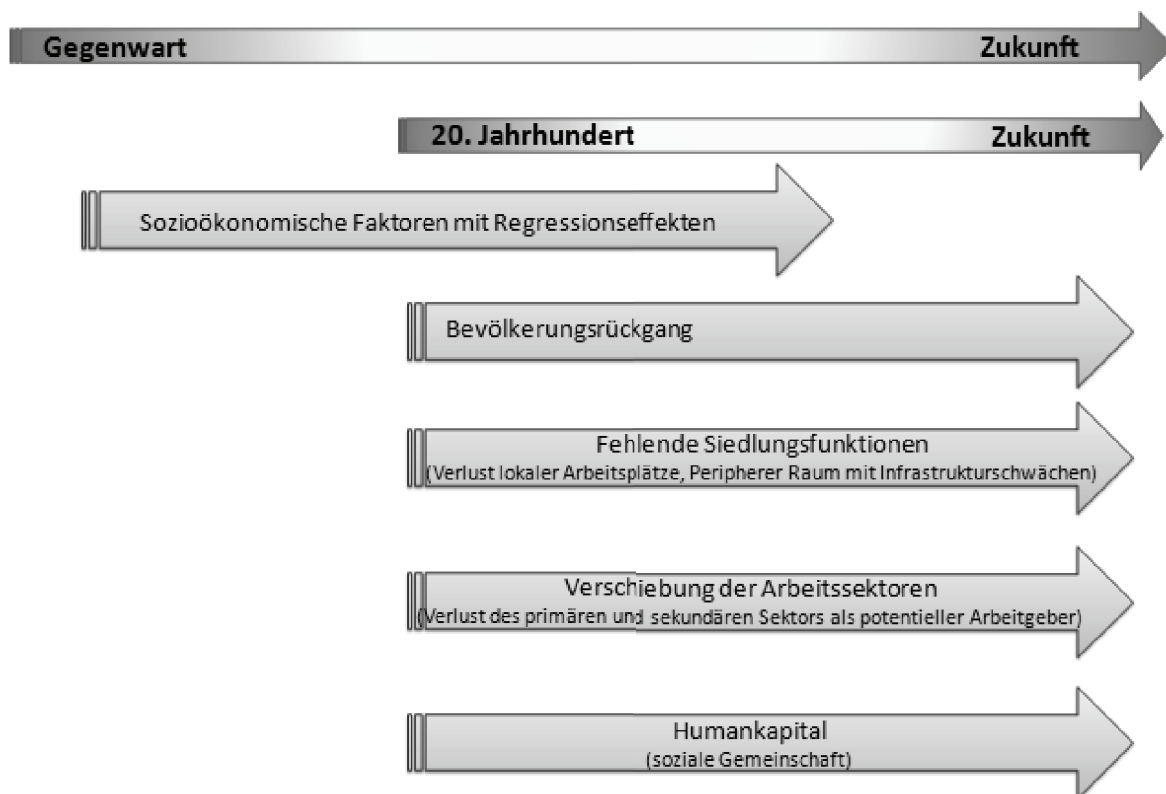 Gegenwart Zukunft
20. Jahrhundert Zukunft
Sozioökonomische Faktoren mit Regressionseffekten
Bevölkerungsrückgang
Fehlende Siedlungsfunktionen
(Verlust lokaler Arbeitsplätze, Peripherer Raum mit Infrastrukturschwächen)
Verschiebung der Arbeitssektoren
(Verlust des primären und sekundären Sektors als potentieller Arbeitgeber)
Humankapital
(soziale Gemeinschaft)